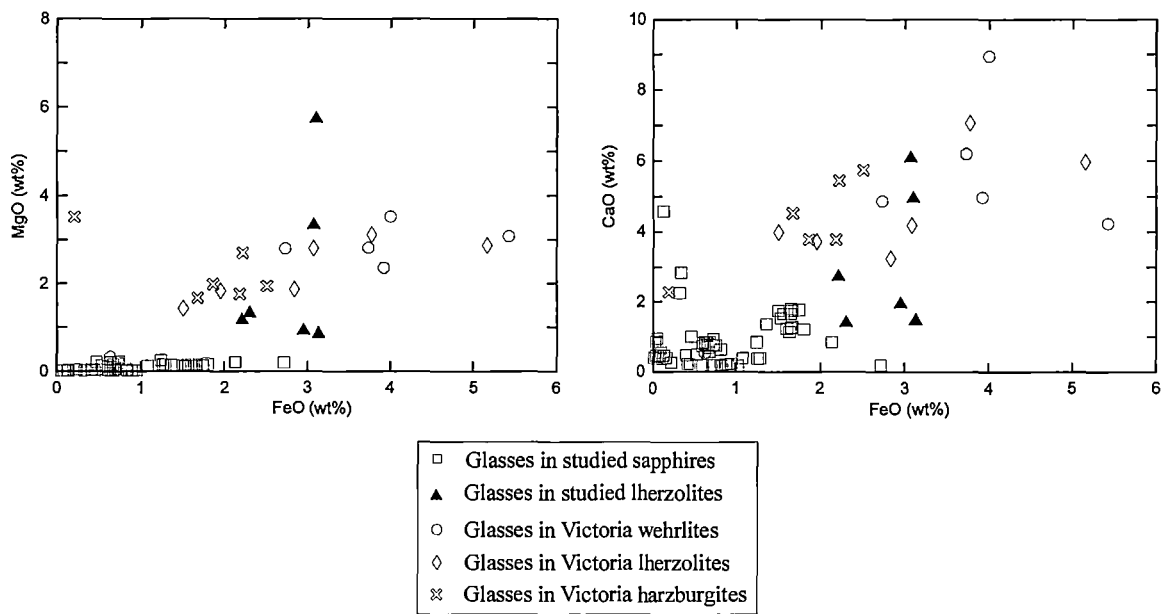 8
6
4
2
0
MgO (wt%)
0 1 2 3 4 5 6
FeO (wt%)
10
8
6
4
2
0
CaO (wt%)
0 1 2 3 4 5 6
FeO (wt%)
Glasses in studied sapphires
Glasses in studied lherzolites
Glasses in Victoria wehrlites
Glasses in Victoria lherzolites
Glasses in Victoria harzburgites